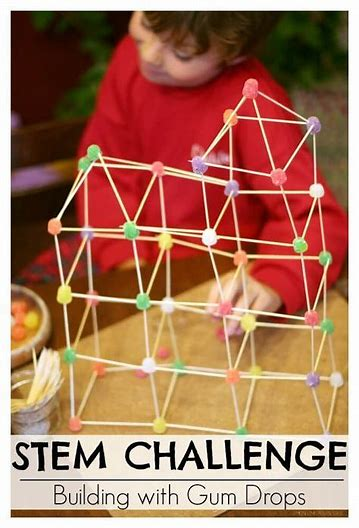 STEM CHALLENGE
Building with Gum Drops